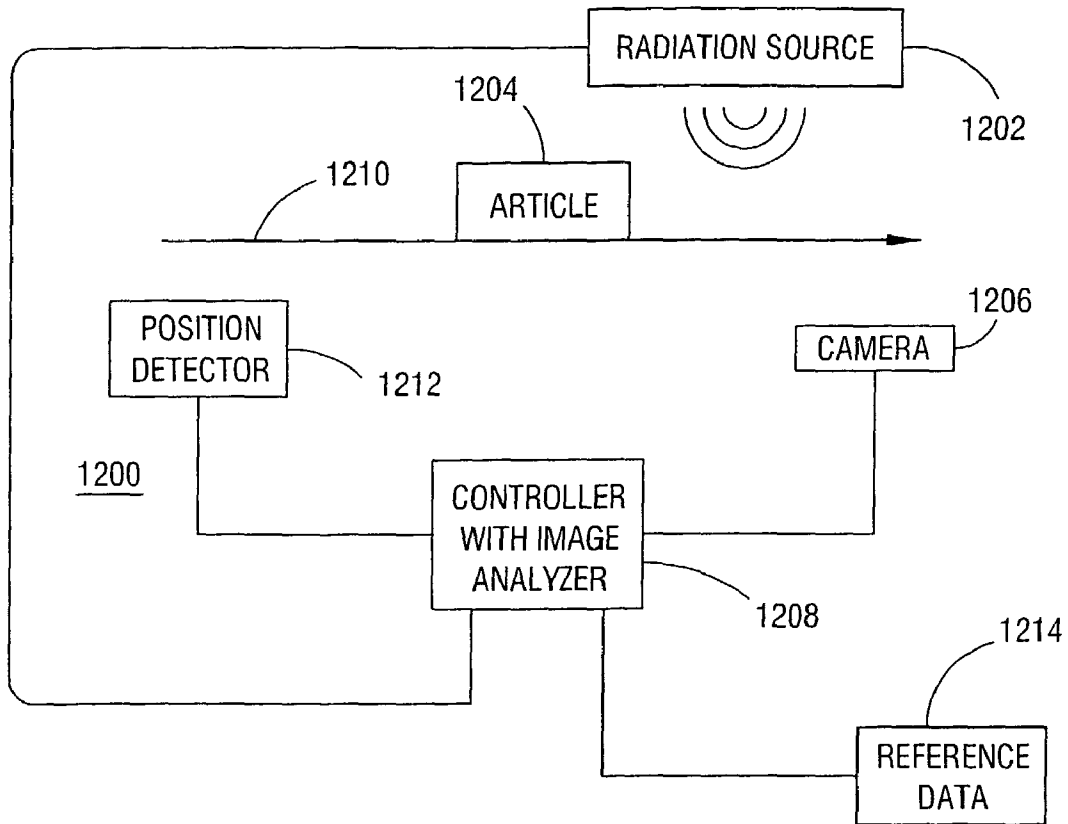 RADIATION SOURCE
1202
1204
ARTICLE
1210
POSITION
DETECTOR
1212
1206
CAMERA
1200
CONTROLLER
WITH IMAGE
ANALYZER
1208
1214
REFERENCE
DATA